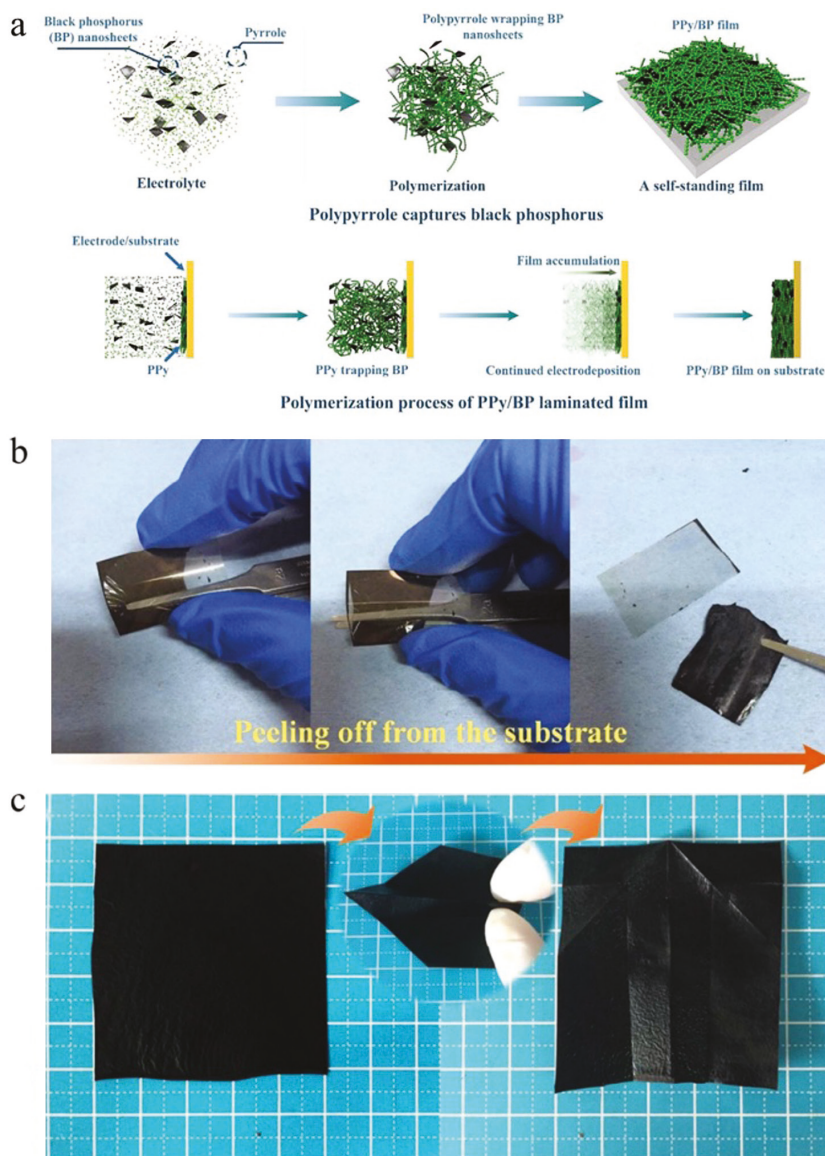 a
Black phosphorus
(BP) nanosheets
Pyrrole
Polypyrrole wrapping BP
nanosheets
PPy/BP film
Electrolyte
Polymerization
A self-standing film
Polypyrrole captures black phosphorus
Electrode/substrate
Film accumulation
PPy
PPy trapping BP
Continued electrodeposition
PPy/BP film on substrate
Polymerization process of PPy/BP laminated film
b
Peeling off from the substrate
c